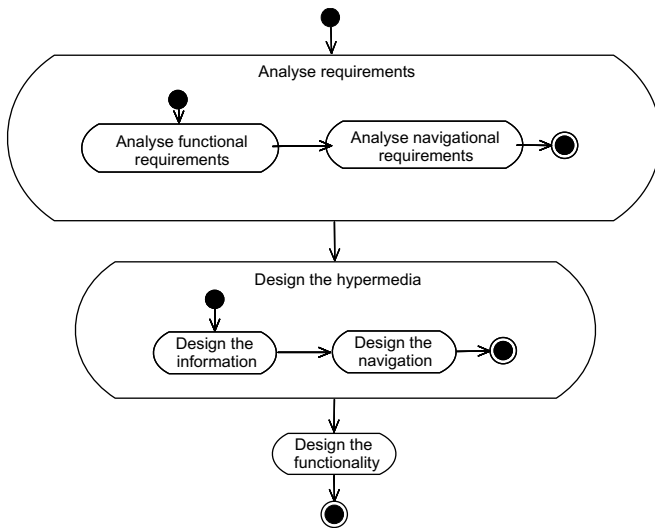 Analyse requirements
Analyse functional
requirements
Analyse navigational
requirements
Design the hypermedia
Design the
information
Design the
navigation
Design the
functionality